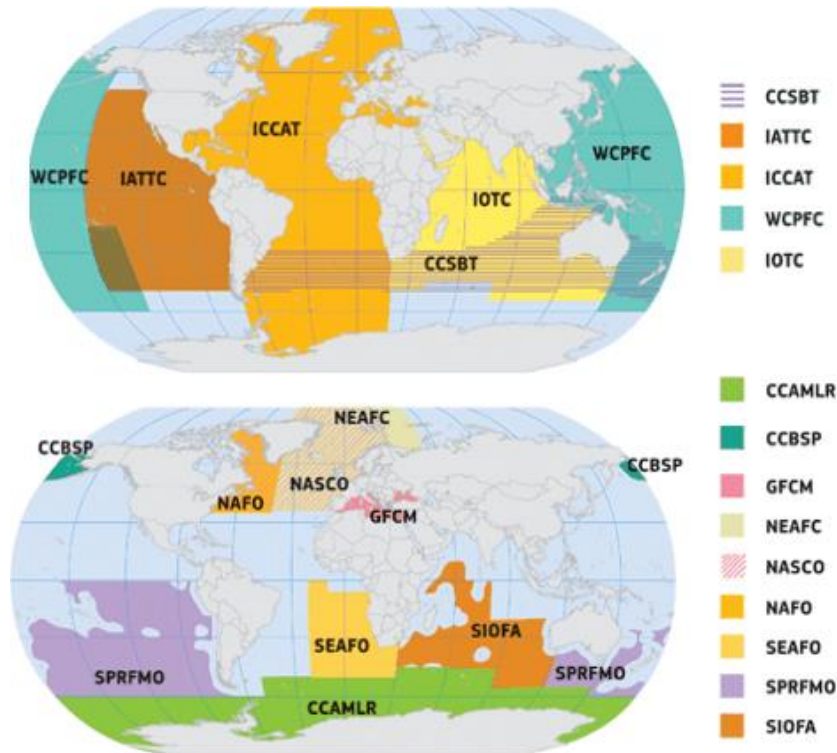 CCSBT
IATTC
ICCAT
WCPFC
IOTC
WCPFC
IATTC
ICCAT
IOTC
WCPFC
CCSBT
CCAMLR
CCBSP
GFCM
NEAFC
NASCO
NAFO
SEAFO
SPRFMO
SIOFA
NEAFC
CCBSP
CCBSP
NAFO
NASCO
GFCM
SEAFO
SIOFA
SPRFMO
SPRFMO
CCAMLR